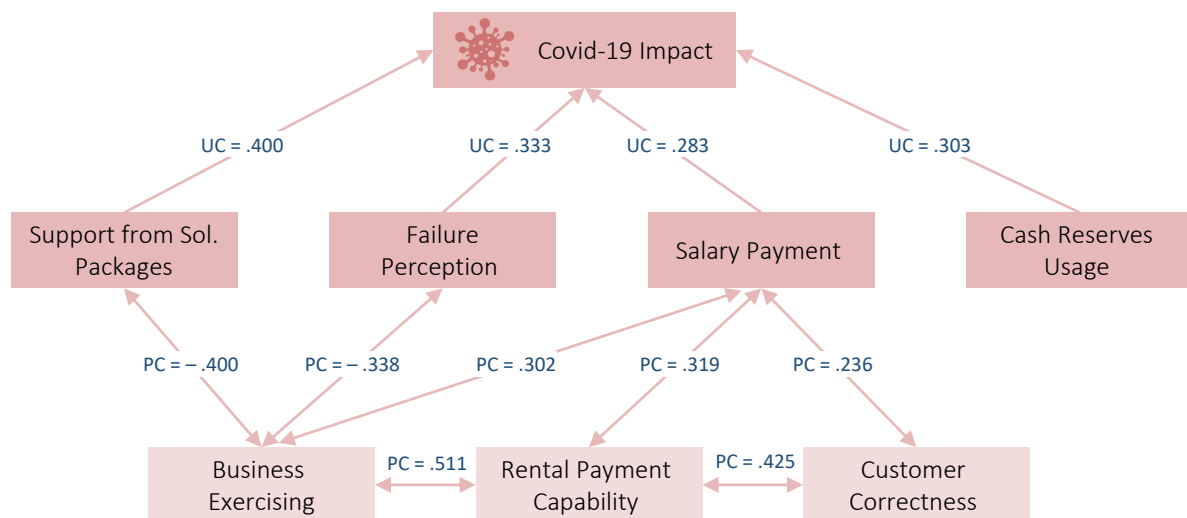 Covid-19 Impact
UC = .400
UC = .333
UC = .283
UC = .303
Support from Sol.
Packages
Failure
Perception
Salary Payment
Cash Reserves
Usage
PC = – .400
PC = – .338
PC = .302
PC = .319
PC = .236
Business
Exercising
PC = .511
Rental Payment
Capability
PC = .425
Customer
Correctness